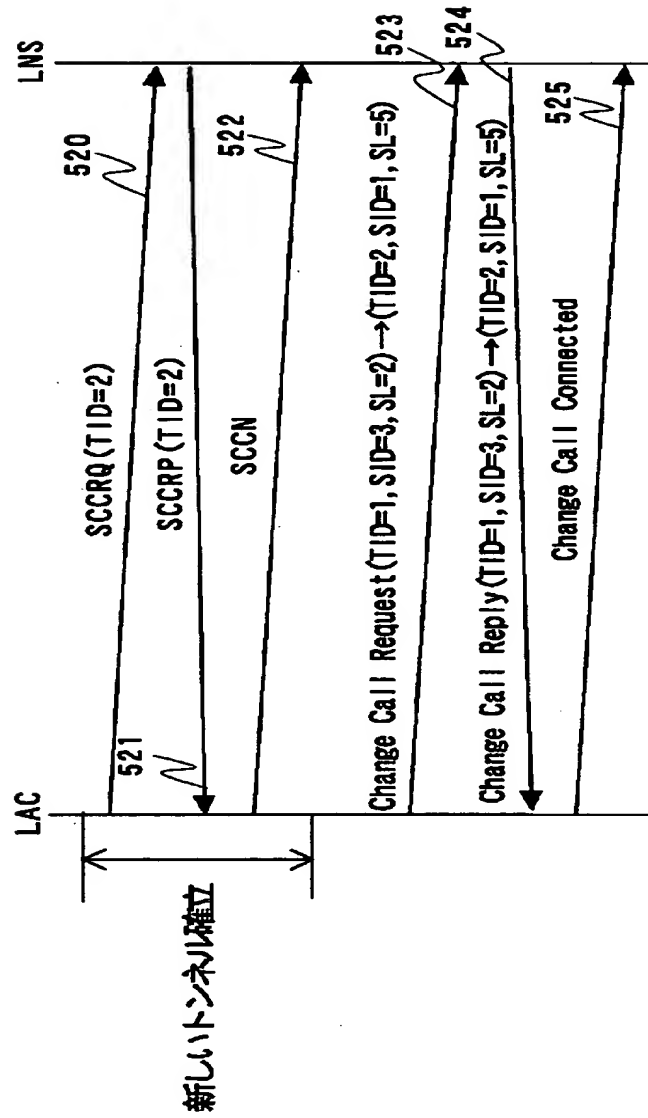 LAC
LNS
新しいトンネル確立
SCCRQ(TID=2)
520
SCCRP(TID=2)
521
SCCN
522
Change Call Request(TID=1,SID=3,SL=2)→(TID=2,SID=1,SL=5)
523
Change Call Reply(TID=1,SID=3,SL=2)→(TID=2,SID=1,SL=5)
524
Change Call Connected
525